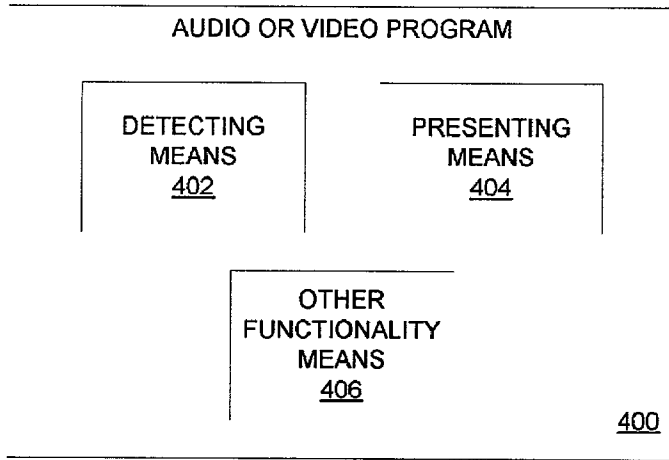 AUDIO OR VIDEO PROGRAM
DETECTING
MEANS
402
PRESENTING
MEANS
404
OTHER
FUNCTIONALITY
MEANS
406
400